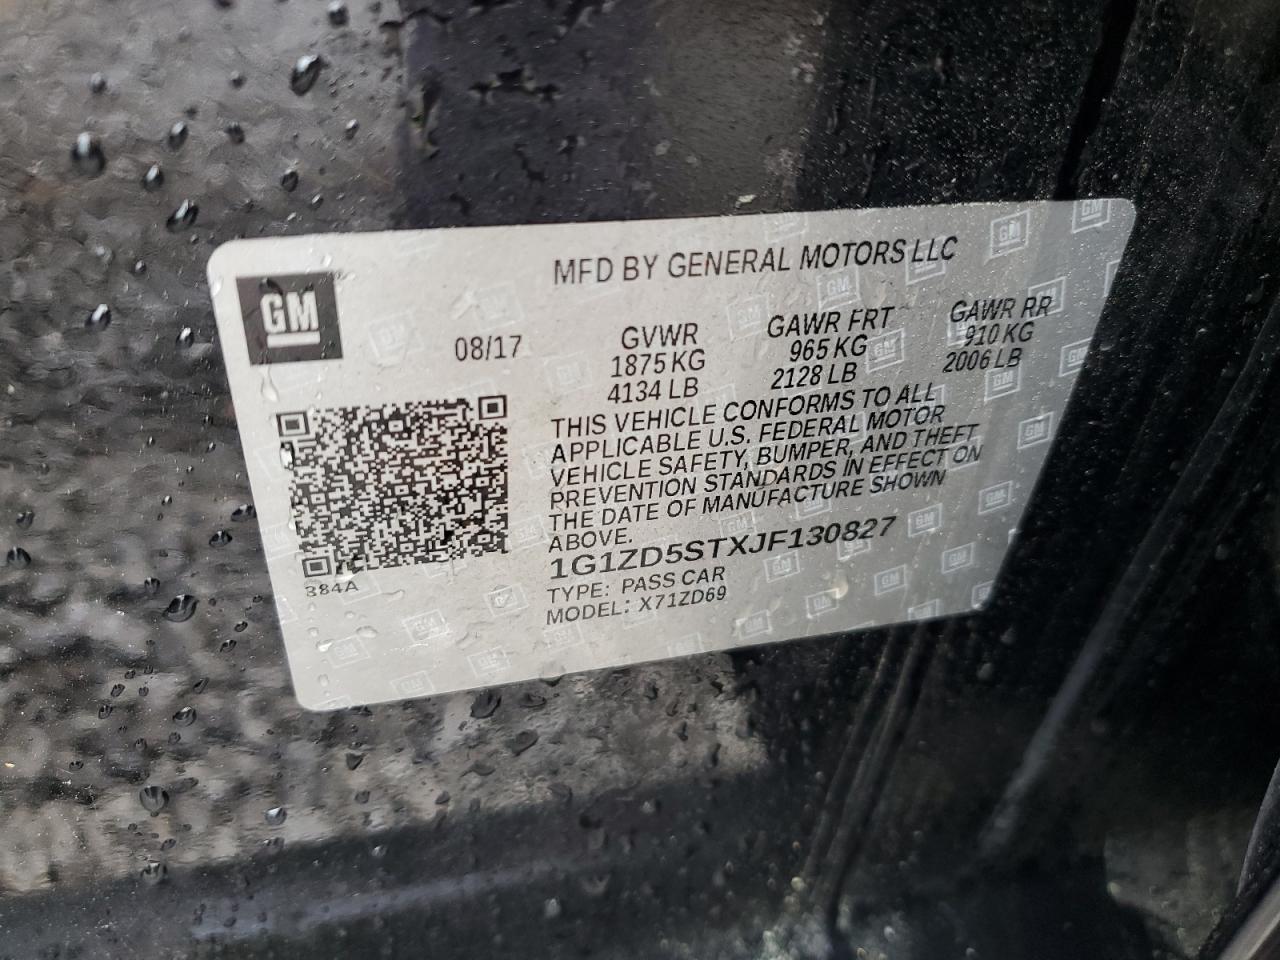 MFD BY GENERAL MOTORS LLC
GM
08/17
GVWR
1875 KG
4134 LB
GAWR FRT
965 KG
2128 LB
GAWR RR
910 KG
2006 LB
THIS VEHICLE CONFORMS TO ALL
APPLICABLE U.S. FEDERAL MOTOR
VEHICLE SAFETY, BUMPER, AND THEFT
PREVENTION STANDARDS IN EFFECT ON
THE DATE OF MANUFACTURE SHOWN
ABOVE.
1G1ZD5STXJF130827
TYPE: PASS CAR
MODEL: X71ZD69
384A